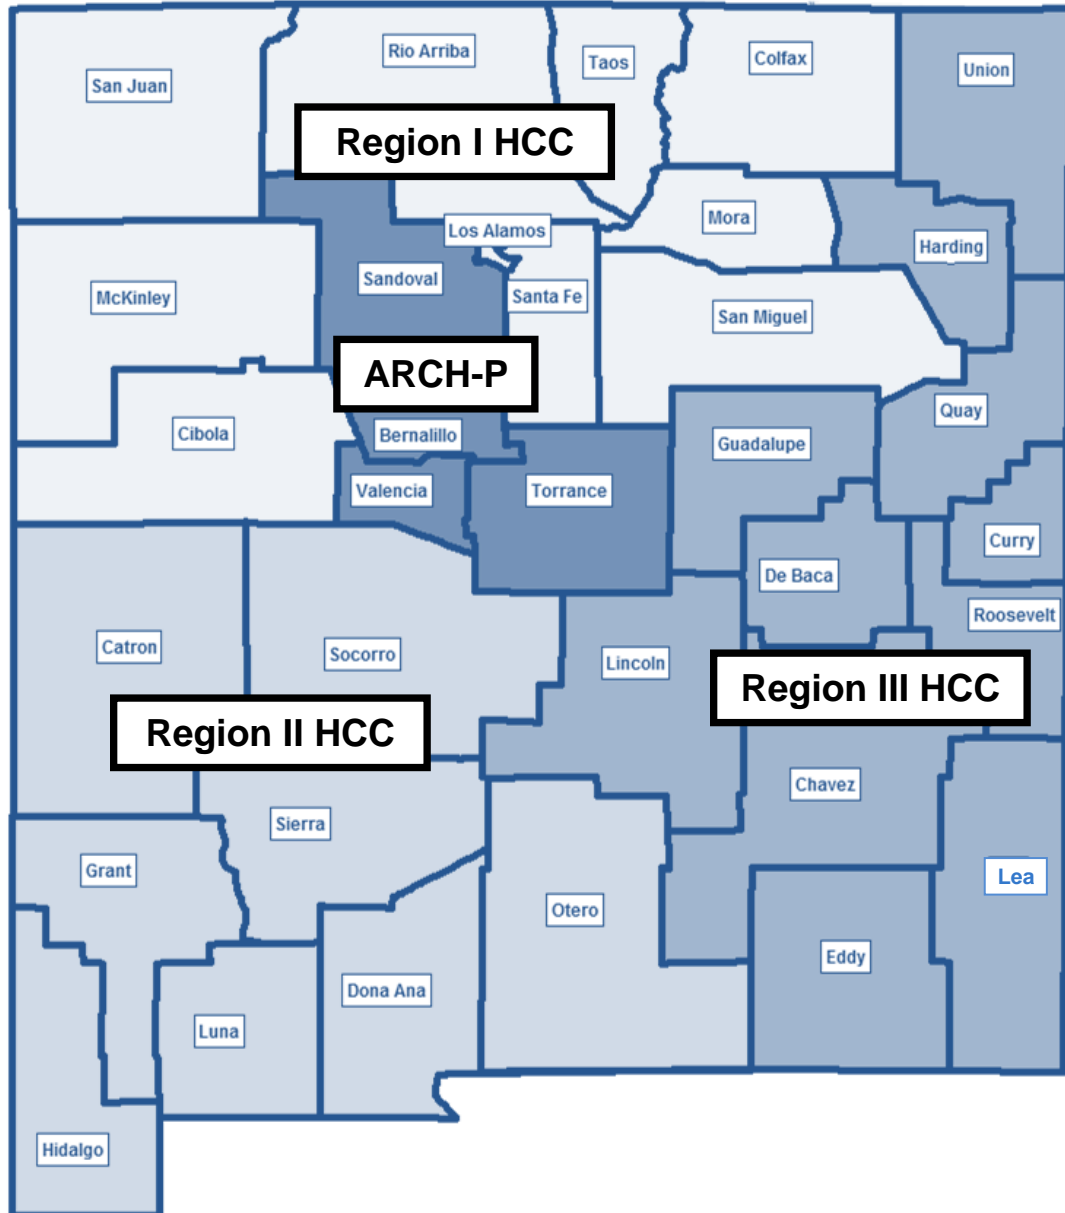 Rio Arriba
Taos
Colfax
Union
San Juan
Region I HCC
Mora
Los Alamos
Harding
Sandoval
McKinley
Santa Fe
San Miguel
ARCH-P
Quay
Cibola
Bernalillo
Guadalupe
Valencia
Torrance
Curry
De Baca
Roosevelt
Catron
Socorro
Lincoln
Region III HCC
Region II HCC
Chavez
Sierra
Grant
Lea
Otero
Eddy
Dona Ana
Luna
Hidalgo